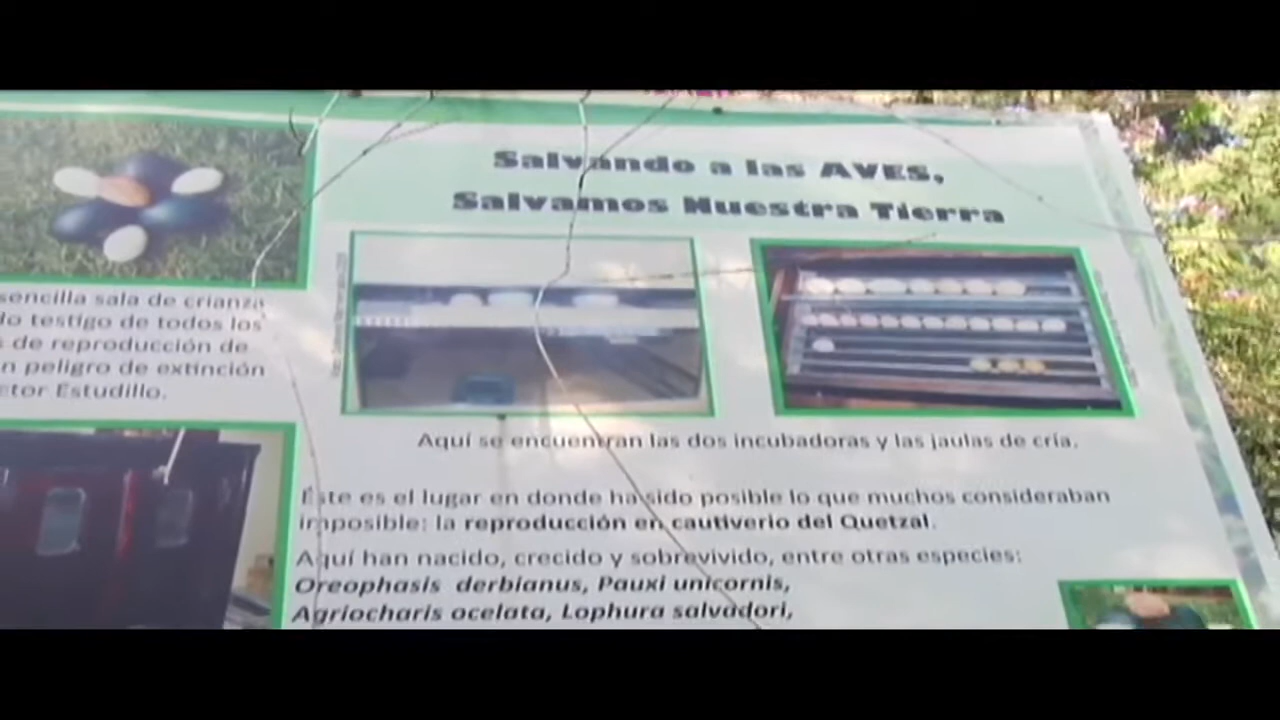 Salvando a las AVES,
Salvamos Nuestra Tierra
sencilla sala de crianza
testigo de todos los
de reproducción de
peligro de extinción
Estudillo.
Aquí se encuentran las dos incubadoras y las jaulas de cría.
Éste es el lugar en donde ha sido posible lo que muchos consideraban
imposible: la reproducción en cautiverio del Quetzal.
Aquí han nacido, crecido y sobrevivido, entre otras especies:
Oreophasis derbianus, Pauxi unicornis,
Agriocharis ocelata, Lophura salvadori,